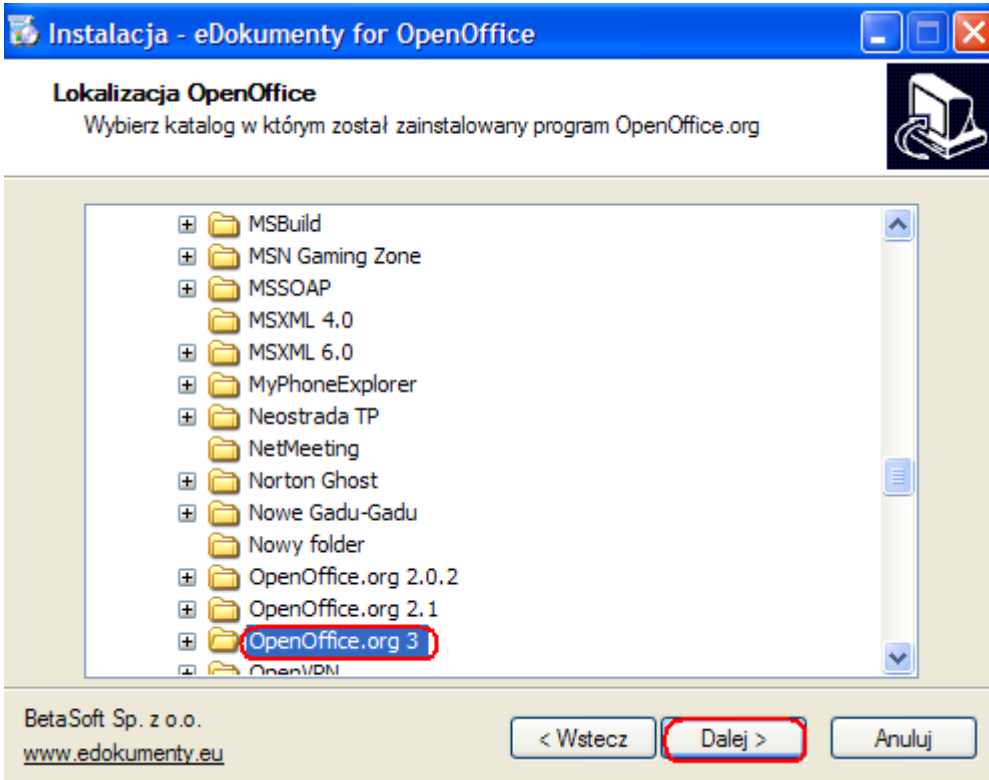 Instalacja - eDokumenty for OpenOffice
Lokalizacja OpenOffice
Wybierz katalog w którym został zainstalowany program OpenOffice.org
MSBuild
MSN Gaming Zone
MSSOAP
MSXML 4.0
MSXML 6.0
MyPhoneExplorer
Neostrada TP
NetMeeting
Norton Ghost
Nowe Gadu-Gadu
Nowy folder
OpenOffice.org 2.0.2
OpenOffice.org 2.1
OpenOffice.org 3
OpenVPN
BetaSoft Sp. z o.o.
www.edokumenty.eu
< Wstecz Dalej > Anuluj